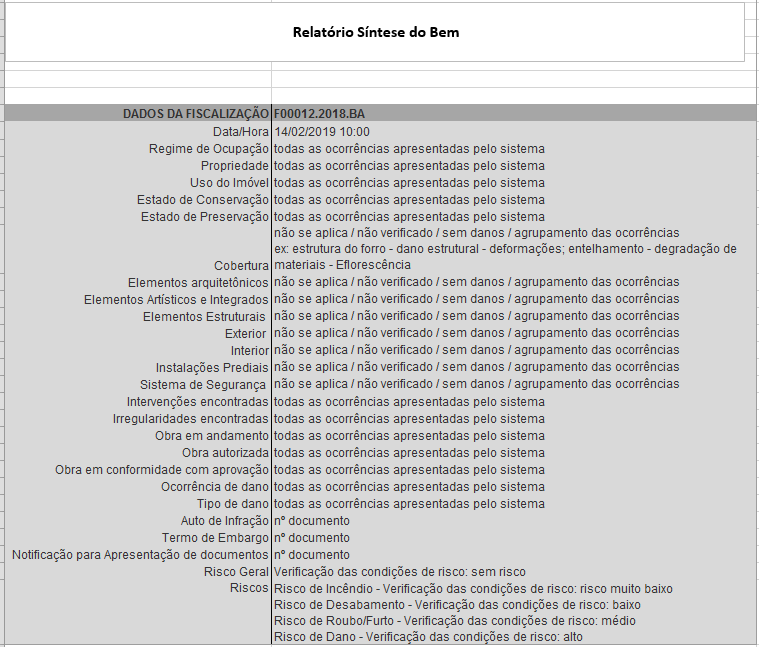 Relatório Síntese do Bem
DADOS DA FISCALIZAÇÃO F00012.2018.BA
Data/Hora 14/02/2019 10:00
Regime de Ocupação todas as ocorrências apresentadas pelo sistema
Propriedade todas as ocorrências apresentadas pelo sistema
Uso do Imóvel todas as ocorrências apresentadas pelo sistema
Estado de Conservação todas as ocorrências apresentadas pelo sistema
Estado de Preservação todas as ocorrências apresentadas pelo sistema
não se aplica / não verificado / sem danos / agrupamento das ocorrências
ex: estrutura do forro - dano estrutural - deformações; entelhamento - degradação de
Cobertura materiais - Eflorescência
Elementos arquitetônicos não se aplica / não verificado / sem danos / agrupamento das ocorrências
Elementos Artísticos e Integrados não se aplica / não verificado / sem danos / agrupamento das ocorrências
Elementos Estruturais não se aplica / não verificado / sem danos / agrupamento das ocorrências
Exterior não se aplica / não verificado / sem danos / agrupamento das ocorrências
Interior não se aplica / não verificado / sem danos / agrupamento das ocorrências
Instalações Prediais não se aplica / não verificado / sem danos / agrupamento das ocorrências
Sistema de Segurança não se aplica / não verificado / sem danos / agrupamento das ocorrências
Intervenções encontradas todas as ocorrências apresentadas pelo sistema
Irregularidades encontradas todas as ocorrências apresentadas pelo sistema
Obra em andamento todas as ocorrências apresentadas pelo sistema
Obra autorizada todas as ocorrências apresentadas pelo sistema
Obra em conformidade com aprovação todas as ocorrências apresentadas pelo sistema
Ocorrência de dano todas as ocorrências apresentadas pelo sistema
Tipo de dano todas as ocorrências apresentadas pelo sistema
Auto de Infração nº documento
Termo de Embargo nº documento
Notificação para Apresentação de documentos nº documento
Risco Geral Verificação das condições de risco: sem risco
Riscos Risco de Incêndio - Verificação das condições de risco: risco muito baixo
Risco de Desabamento - Verificação das condições de risco: baixo
Risco de Roubo/Furto - Verificação das condições de risco: médio
Risco de Dano - Verificação das condições de risco: alto